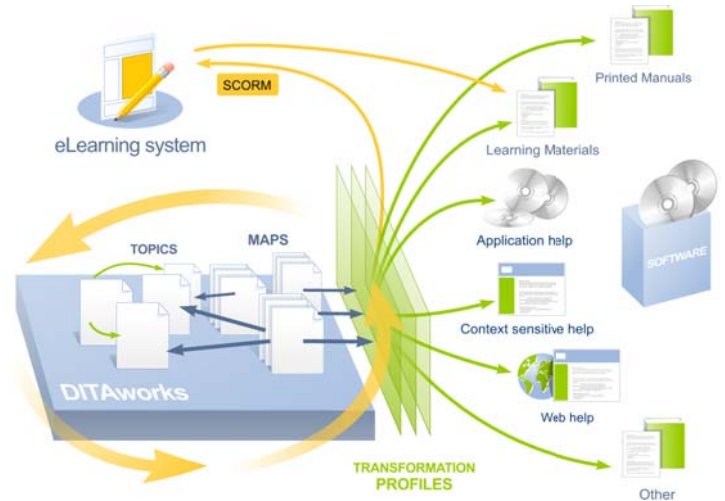 Printed Manuals
SCORM
eLearning system
Learning Materials
Application help
SOFTWARE
TOPICS
MAPS
Context sensitive help
DITAworks
Web help
TRANSFORMATION
PROFILES
Other